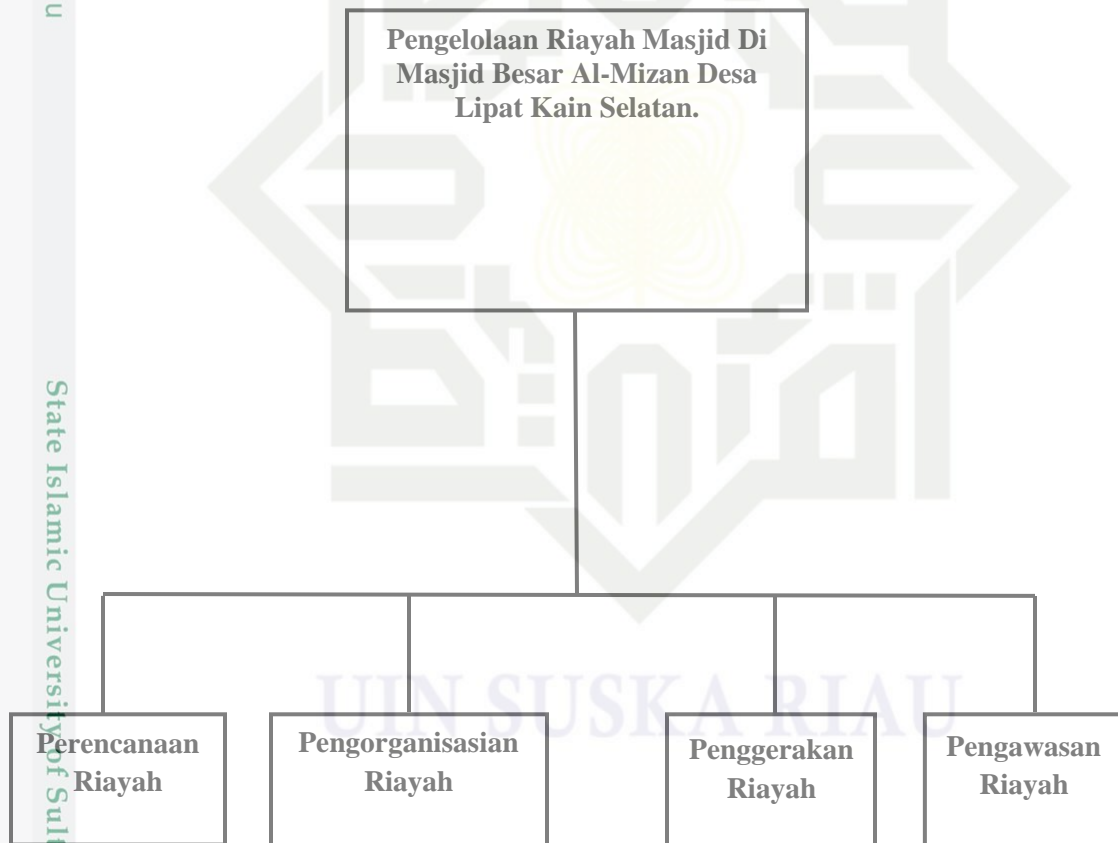 Pengelolaan Riayah Masjid Di
Masjid Besar Al-Mizan Desa
Lipat Kain Selatan.
UIN SUSKA RIAU
Perencanaan
Riayah
Pengorganisasian
Riayah
Penggerakan
Riayah
Pengawasan
Riayah
State Islamic University of